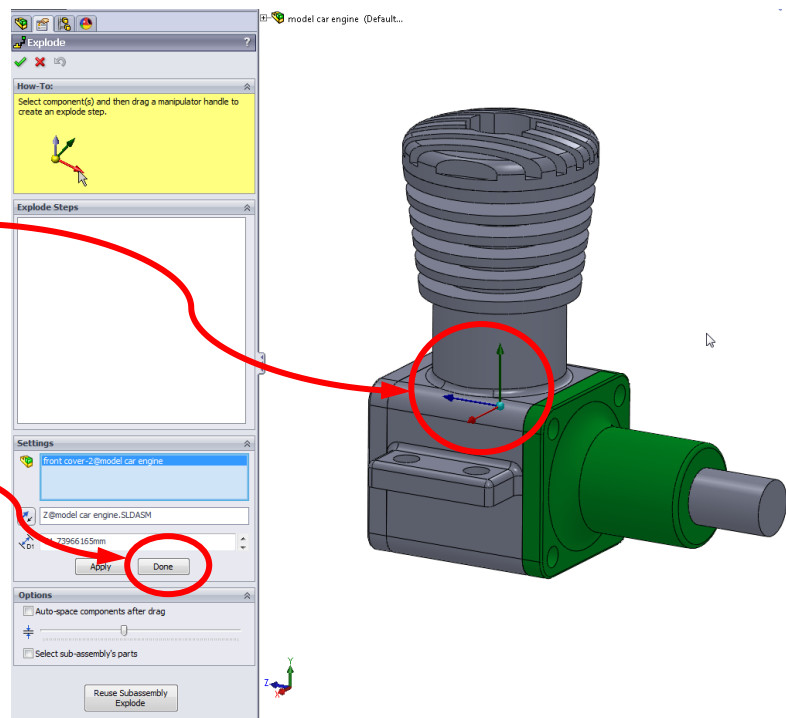 model car engine (Default...
Explode
?
How-To:
Select component(s) and then drag a manipulator handle to
create an explode step.
Explode Steps
Settings
front cover-2@model car engine
Z@model car engine.SLDASM
D1
Apply
Done
Options
Auto-space components after drag
Select sub-assembly's parts
Reuse Subassembly
Explode
Y
Z
X